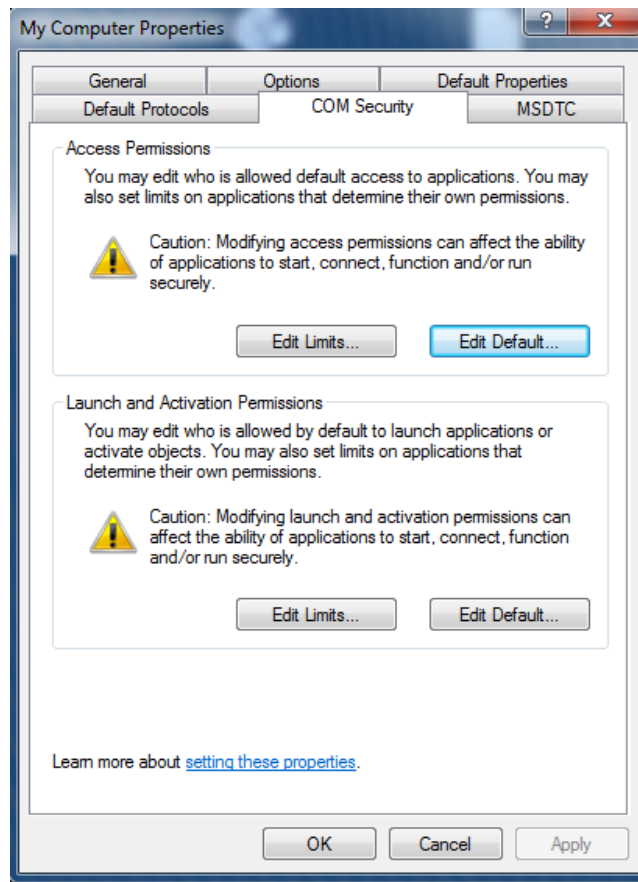 My Computer Properties
?
X
General Options Default Properties
Default Protocols COM Security MSDTC
Access Permissions
You may edit who is allowed default access to applications. You may
also set limits on applications that determine their own permissions.
Caution: Modifying access permissions can affect the ability
of applications to start, connect, function and/or run
securely.
Edit Limits... Edit Default...
Launch and Activation Permissions
You may edit who is allowed by default to launch applications or
activate objects. You may also set limits on applications that
determine their own permissions.
Caution: Modifying launch and activation permissions can
affect the ability of applications to start, connect, function
and/or run securely.
Edit Limits... Edit Default...
Learn more about setting these properties.
OK Cancel Apply